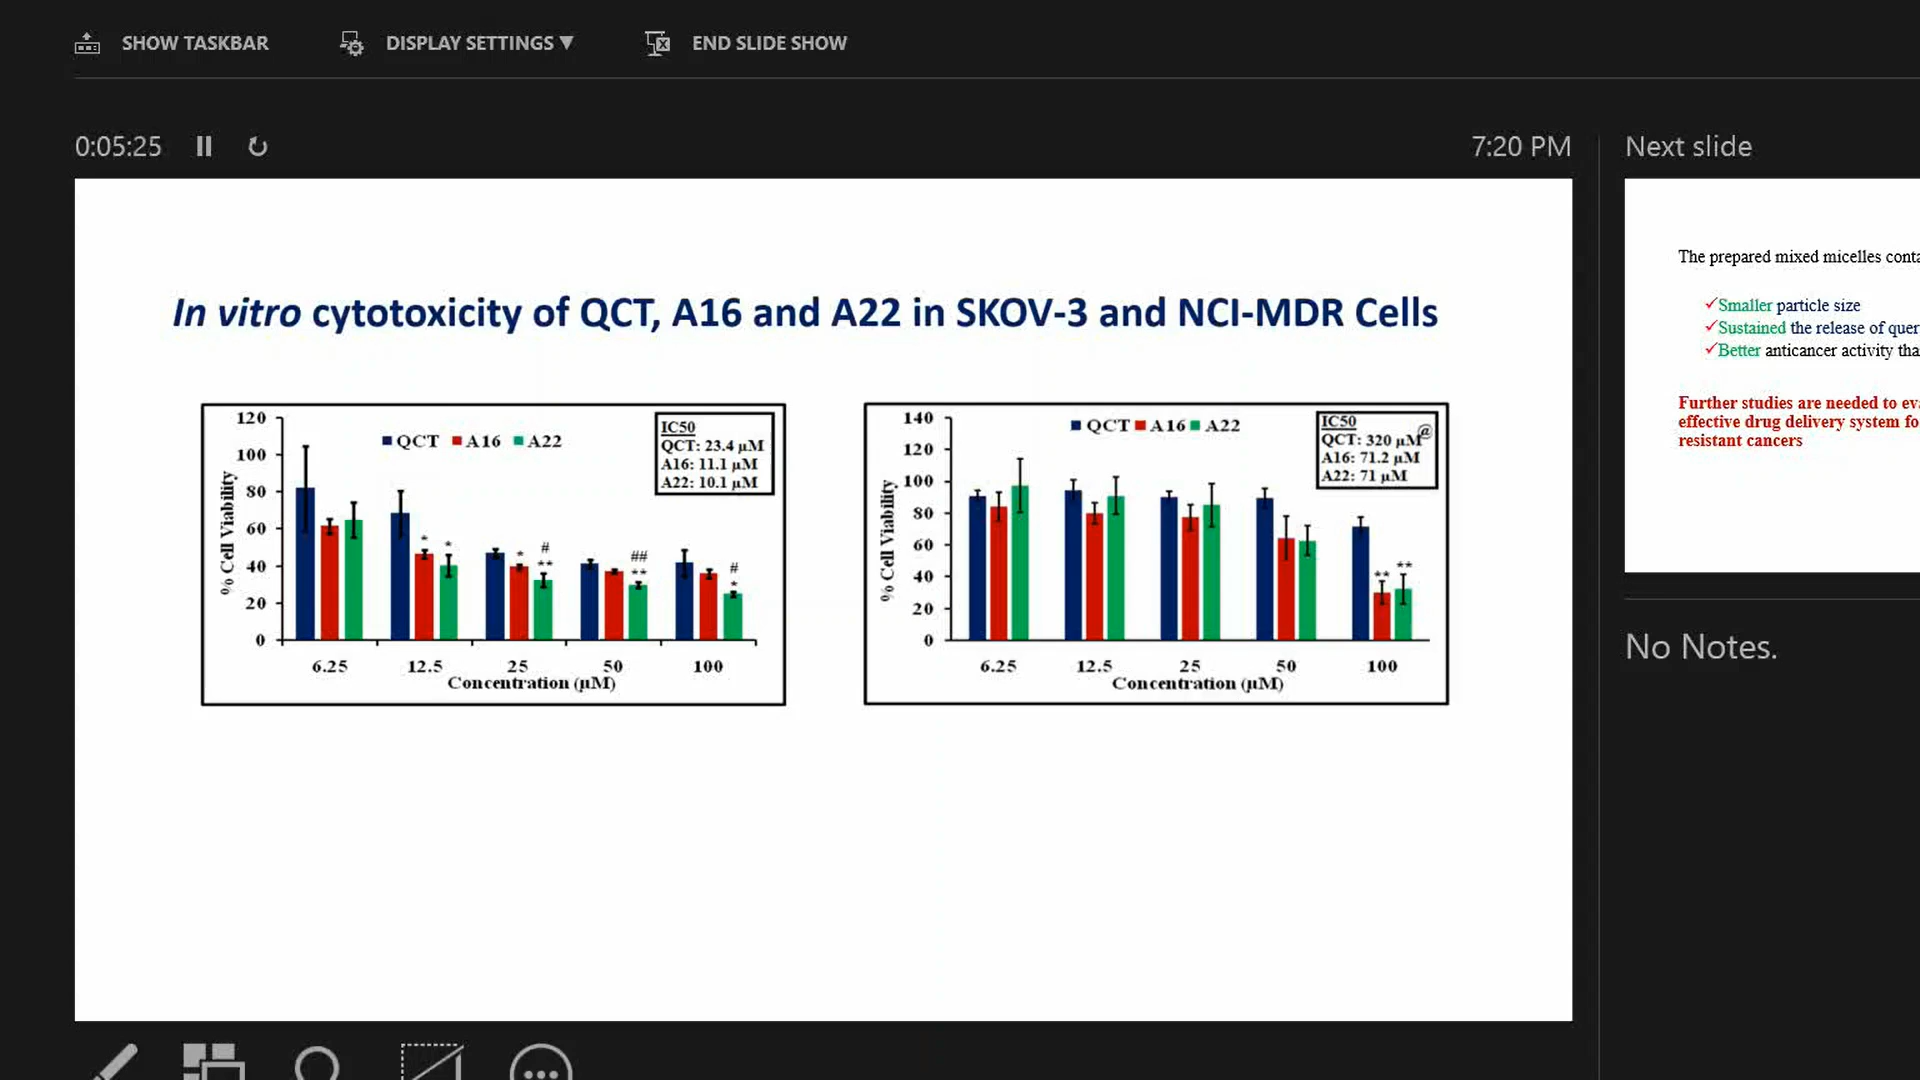 SHOW TASKBAR
DISPLAY SETTINGS ▼
END SLIDE SHOW
0:05:25
7:20 PM
Next slide
In vitro cytotoxicity of QCT, A16 and A22 in SKOV-3 and NCI-MDR Cells
120
100
80
60
40
20
0
% Cell Viability
QCT A16 A22
IC50
QCT: 23.4 µM
A16: 11.1 µM
A22: 10.1 µM
* *
* # **
## **
# *
6.25 12.5 25 50 100
Concentration (µM)
140
120
100
80
60
40
20
0
% Cell Viability
QCT A16 A22
IC50
QCT: 320 µM@
A16: 71.2 µM
A22: 71 µM
** **
6.25 12.5 25 50 100
Concentration (µM)
The prepared mixed micelles conta
✓Smaller particle size
✓Sustained the release of quer
✓Better anticancer activity tha
Further studies are needed to eva
effective drug delivery system fo
resistant cancers
No Notes.